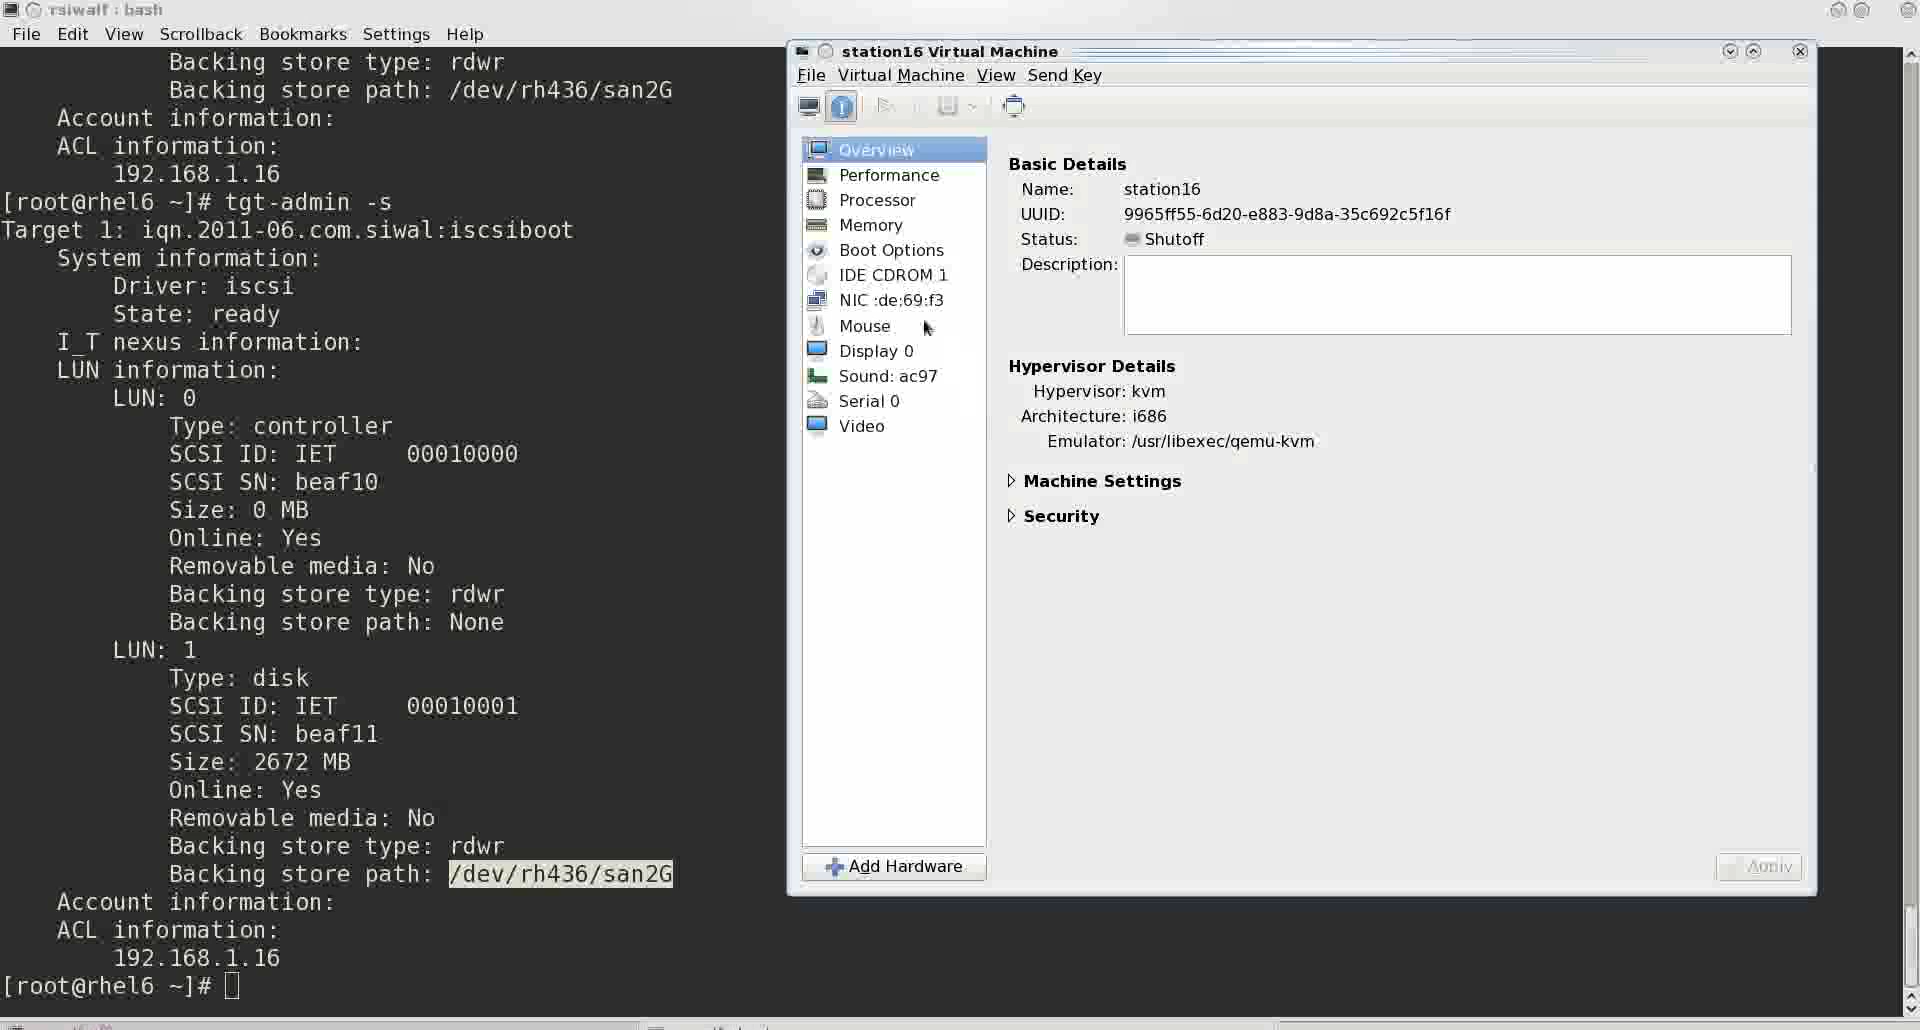 rsiwalf : bash
File Edit View Scrollback Bookmarks Settings Help
Backing store type: rdwr
Backing store path: /dev/rh436/san2G
Account information:
ACL information:
192.168.1.16
[root@rhel6 ~]# tgt-admin -s
Target 1: iqn.2011-06.com.siwal:iscsiboot
System information:
Driver: iscsi
State: ready
I_T nexus information:
LUN information:
LUN: 0
Type: controller
SCSI ID: IET     00010000
SCSI SN: beaf10
Size: 0 MB
Online: Yes
Removable media: No
Backing store type: rdwr
Backing store path: None
LUN: 1
Type: disk
SCSI ID: IET     00010001
SCSI SN: beaf11
Size: 2672 MB
Online: Yes
Removable media: No
Backing store type: rdwr
Backing store path: /dev/rh436/san2G
Account information:
ACL information:
192.168.1.16
[root@rhel6 ~]#
station16 Virtual Machine
File Virtual Machine View Send Key
Overview
Performance
Processor
Memory
Boot Options
IDE CDROM 1
NIC :de:69:f3
Mouse
Display 0
Sound: ac97
Serial 0
Video
Add Hardware
Basic Details
Name: station16
UUID: 9965ff55-6d20-e883-9d8a-35c692c5f16f
Status: Shutoff
Description:
Hypervisor Details
Hypervisor: kvm
Architecture: i686
Emulator: /usr/libexec/qemu-kvm
Machine Settings
Security
Apply